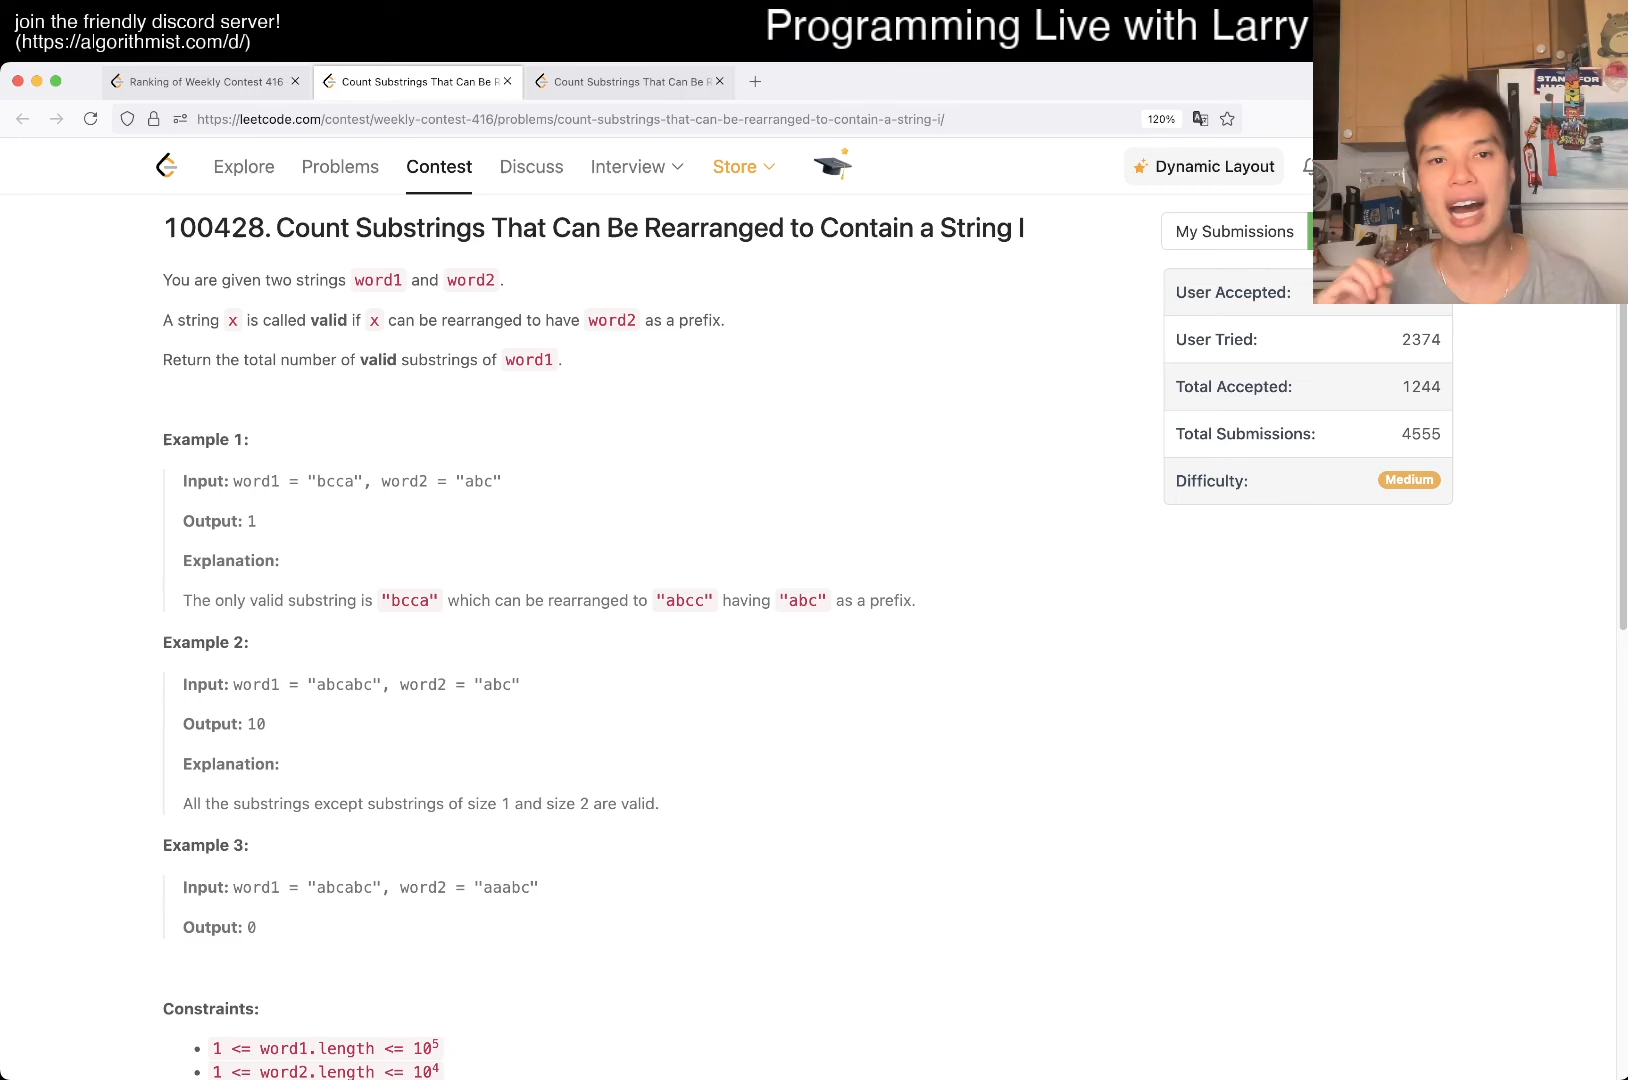 join the friendly discord server!
(https://algorithmist.com/d/)
Programming Live with Larry
Ranking of Weekly Contest 416
Count Substrings That Can Be R
Count Substrings That Can Be R
https://leetcode.com/contest/weekly-contest-416/problems/count-substrings-that-can-be-rearranged-to-contain-a-string-i/
120%
Explore Problems Contest Discuss Interview Store
Dynamic Layout
100428. Count Substrings That Can Be Rearranged to Contain a String I
My Submissions
You are given two strings word1 and word2.
A string x is called valid if x can be rearranged to have word2 as a prefix.
Return the total number of valid substrings of word1.
User Accepted:
User Tried: 2374
Total Accepted: 1244
Total Submissions: 4555
Difficulty: Medium
Example 1:
Input: word1 = "bcca", word2 = "abc"
Output: 1
Explanation:
The only valid substring is "bcca" which can be rearranged to "abcc" having "abc" as a prefix.
Example 2:
Input: word1 = "abcabc", word2 = "abc"
Output: 10
Explanation:
All the substrings except substrings of size 1 and size 2 are valid.
Example 3:
Input: word1 = "abcabc", word2 = "aaabc"
Output: 0
Constraints:
1 <= word1.length <= 10⁵
1 <= word2.length <= 10⁴